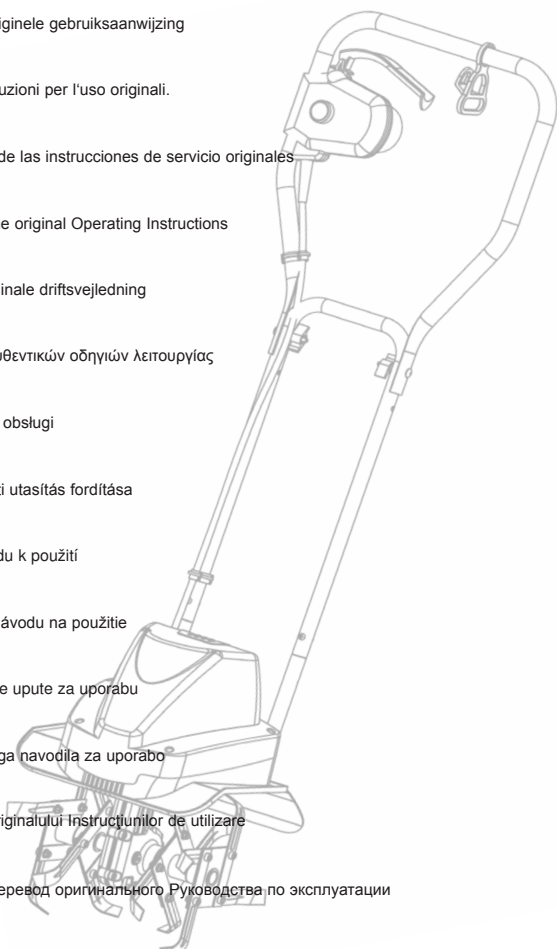 iginele gebruiksaanwijzing
uzioni per l'uso originali.
de las instrucciones de servicio originales
e original Operating Instructions
inale driftsvejledning
υθεντικών οδηγιών λειτουργίας
obsługi
i utasítás fordítása
du k použití
ávodu na použitie
e upute za uporabu
ga navodila za uporabo
riginalului Instrucţiunilor de utilizare
еревод оригинального Руководства по эксплуатации